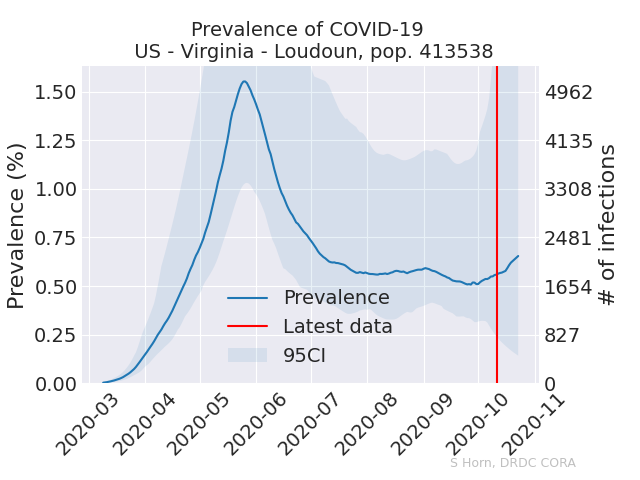 Prevalence of COVID-19
US - Virginia - Loudoun, pop. 413538
Prevalence (%)
1.50
1.25
1.00
0.75
0.50
0.25
0.00
4962
4135
3308
2481
1654
827
0
# of infections
Prevalence
Latest data
95CI
2020-03
2020-04
2020-05
2020-06
2020-07
2020-08
2020-09
2020-10
2020-11
S Horn, DRDC CORA